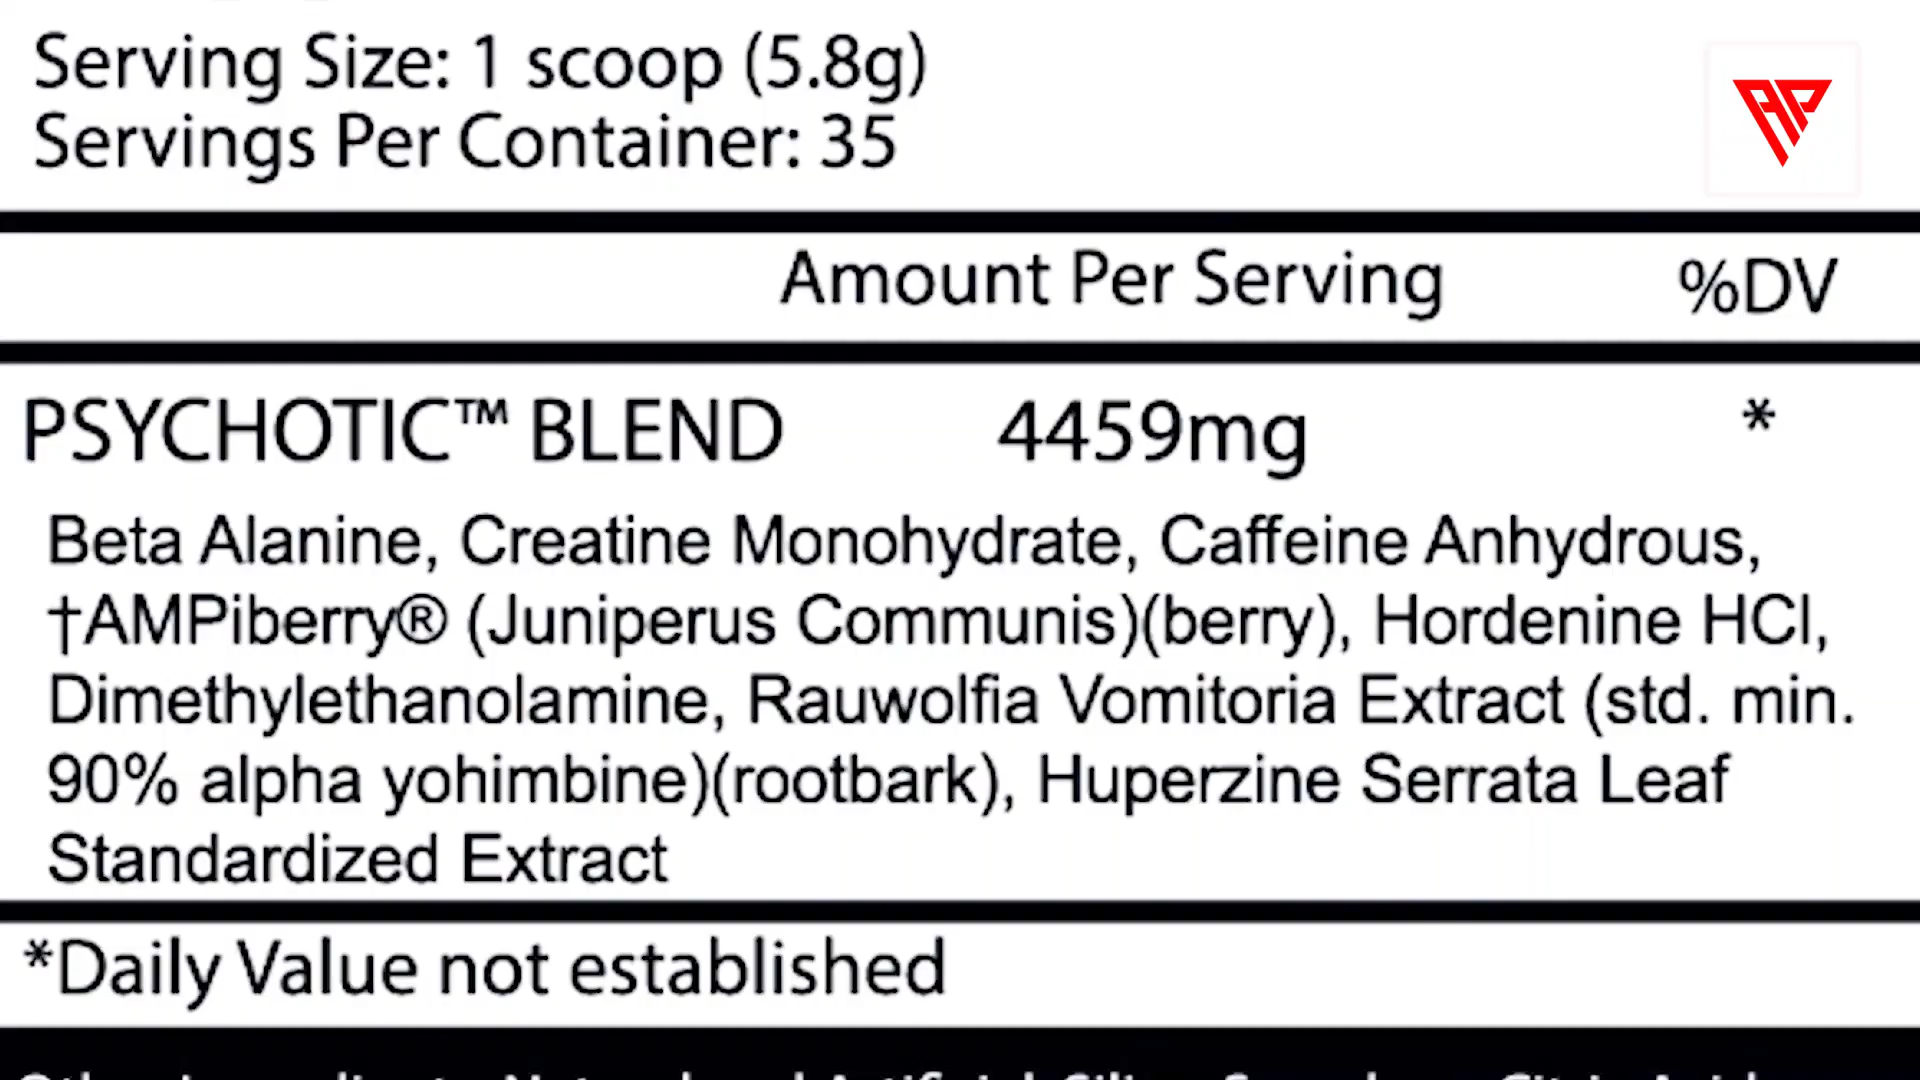 Serving Size: 1 scoop (5.8g)
Servings Per Container: 35
Amount Per Serving %DV
PSYCHOTIC™ BLEND 4459mg *
Beta Alanine, Creatine Monohydrate, Caffeine Anhydrous,
†AMPiberry® (Juniperus Communis)(berry), Hordenine HCl,
Dimethylethanolamine, Rauwolfia Vomitoria Extract (std. min.
90% alpha yohimbine)(rootbark), Huperzine Serrata Leaf
Standardized Extract
*Daily Value not established